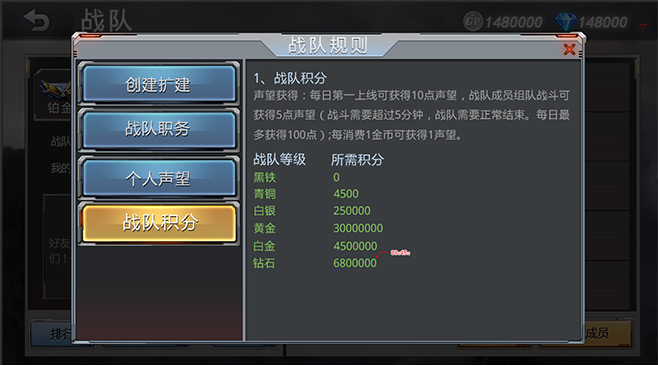 战队
1480000
148000
战队规则
创建扩建
战队职务
个人声望
战队积分
1、战队积分
声望获得：每日第一上线可获得10点声望，战队成员组队战斗可
获得5点声望（战斗需要超过5分钟，战队需要正常结束。每日最
多获得100点）;每消费1金币可获得1声望。
战队等级 所需积分
黑铁 0
青铜 4500
白银 250000
黄金 30000000
白金 4500000
钻石 6800000
铂金
战队
我的
好友
们！
排行
成员